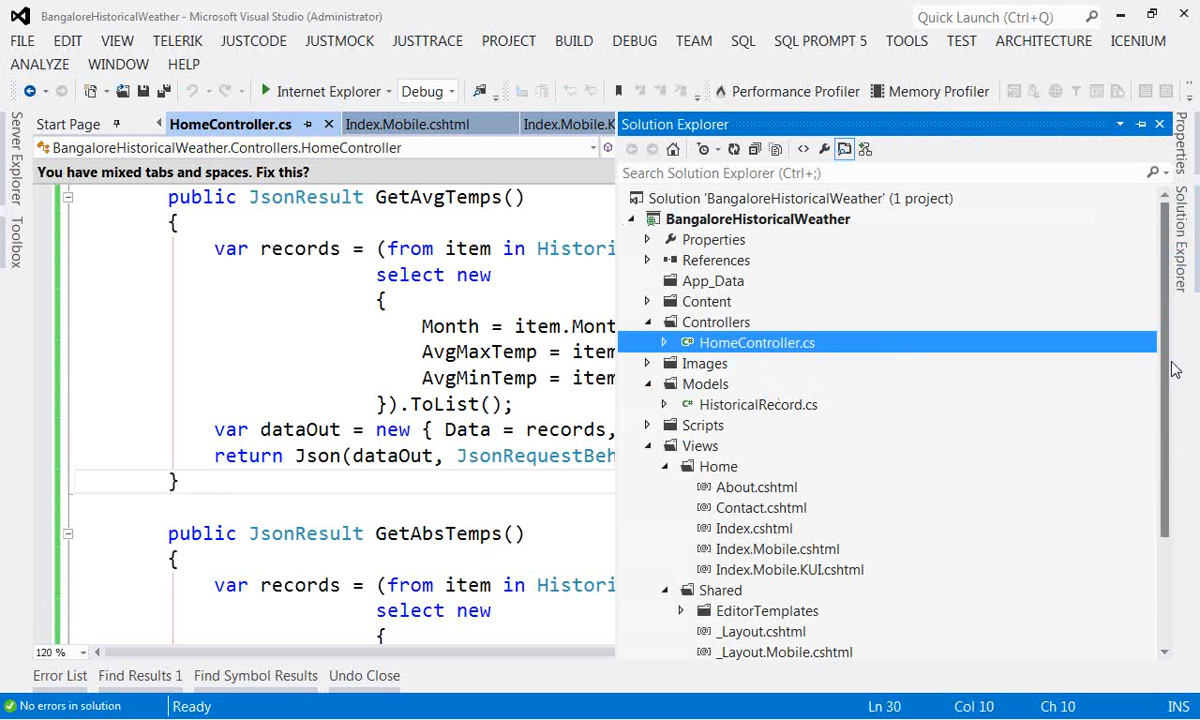 BangaloreHistoricalWeather - Microsoft Visual Studio (Administrator)
Quick Launch (Ctrl+Q)
FILE EDIT VIEW TELERIK JUSTCODE JUSTMOCK JUSTTRACE PROJECT BUILD DEBUG TEAM SQL SQL PROMPT 5 TOOLS TEST ARCHITECTURE ICENIUM
ANALYZE WINDOW HELP
Internet Explorer Debug Performance Profiler Memory Profiler
Server Explorer
Toolbox
Start Page HomeController.cs Index.Mobile.cshtml Index.Mobile.K
BangaloreHistoricalWeather.Controllers.HomeController
You have mixed tabs and spaces. Fix this?
public JsonResult GetAvgTemps()
{
var records = (from item in Histori
select new
{
Month = item.Mont
AvgMaxTemp = item
AvgMinTemp = item
}).ToList();
var dataOut = new { Data = records,
return Json(dataOut, JsonRequestBeh
}
public JsonResult GetAbsTemps()
{
var records = (from item in Histori
select new
{
120 %
Solution Explorer
Search Solution Explorer (Ctrl+;)
Solution 'BangaloreHistoricalWeather' (1 project)
BangaloreHistoricalWeather
Properties
References
App_Data
Content
Controllers
HomeController.cs
Images
Models
HistoricalRecord.cs
Scripts
Views
Home
About.cshtml
Contact.cshtml
Index.cshtml
Index.Mobile.cshtml
Index.Mobile.KUI.cshtml
Shared
EditorTemplates
_Layout.cshtml
_Layout.Mobile.cshtml
Properties
Solution Explorer
Error List Find Results 1 Find Symbol Results Undo Close
No errors in solution Ready Ln 30 Col 10 Ch 10 INS